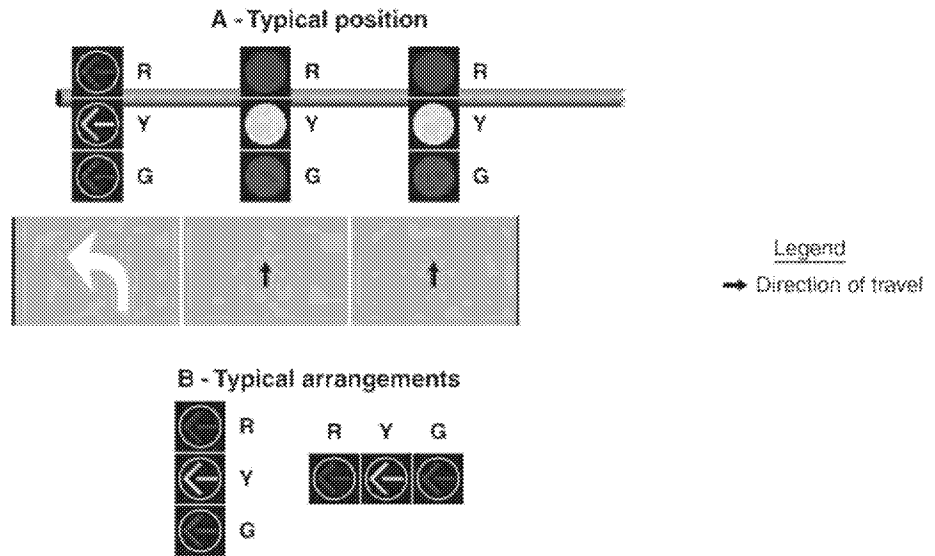 A - Typical position
R R R
Y Y Y
G G G
Legend
Direction of travel
B - Typical arrangements
R
Y
G
R Y G